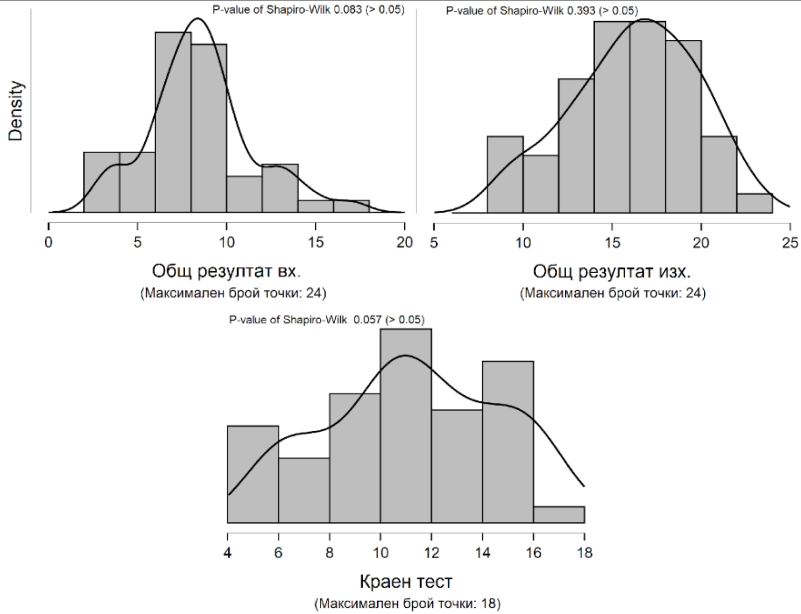 P-value of Shapiro-Wilk 0.083 (> 0.05)
Density
0 5 10 15 20
Общ резултат вх.
(Максимален брой точки: 24)
P-value of Shapiro-Wilk 0.393 (> 0.05)
5 10 15 20 25
Общ резултат изх.
(Максимален брой точки: 24)
P-value of Shapiro-Wilk 0.057 (> 0.05)
4 6 8 10 12 14 16 18
Краен тест
(Максимален брой точки: 18)